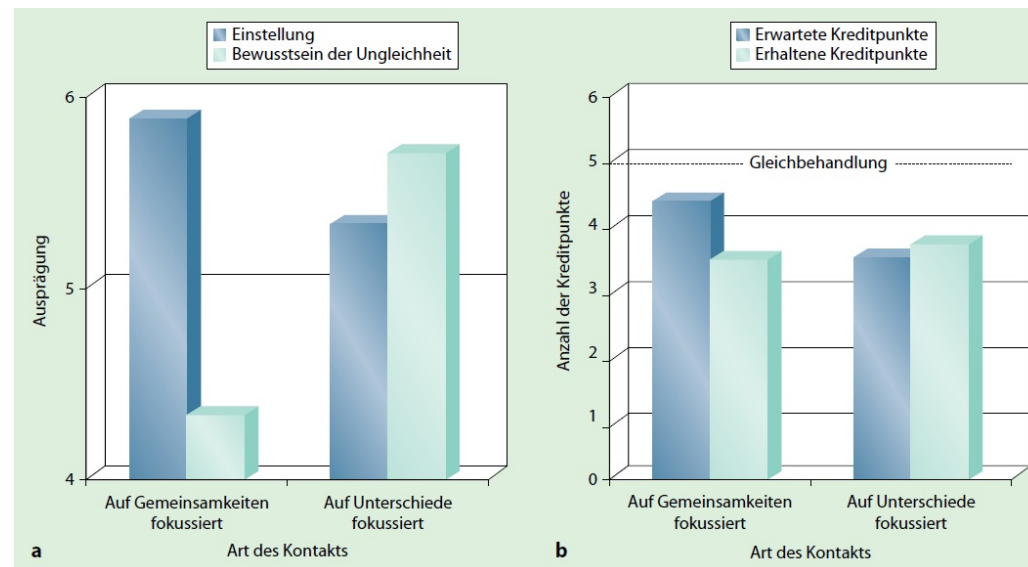 Einstellung
Bewusstsein der Ungleichheit
6
5
4
Ausprägung
Auf Gemeinsamkeiten
fokussiert
Auf Unterschiede
fokussiert
a
Art des Kontakts
Erwartete Kreditpunkte
Erhaltene Kreditpunkte
6
5
4
3
2
1
0
Gleichbehandlung
Anzahl der Kreditpunkte
Auf Gemeinsamkeiten
fokussiert
Auf Unterschiede
fokussiert
b
Art des Kontakts